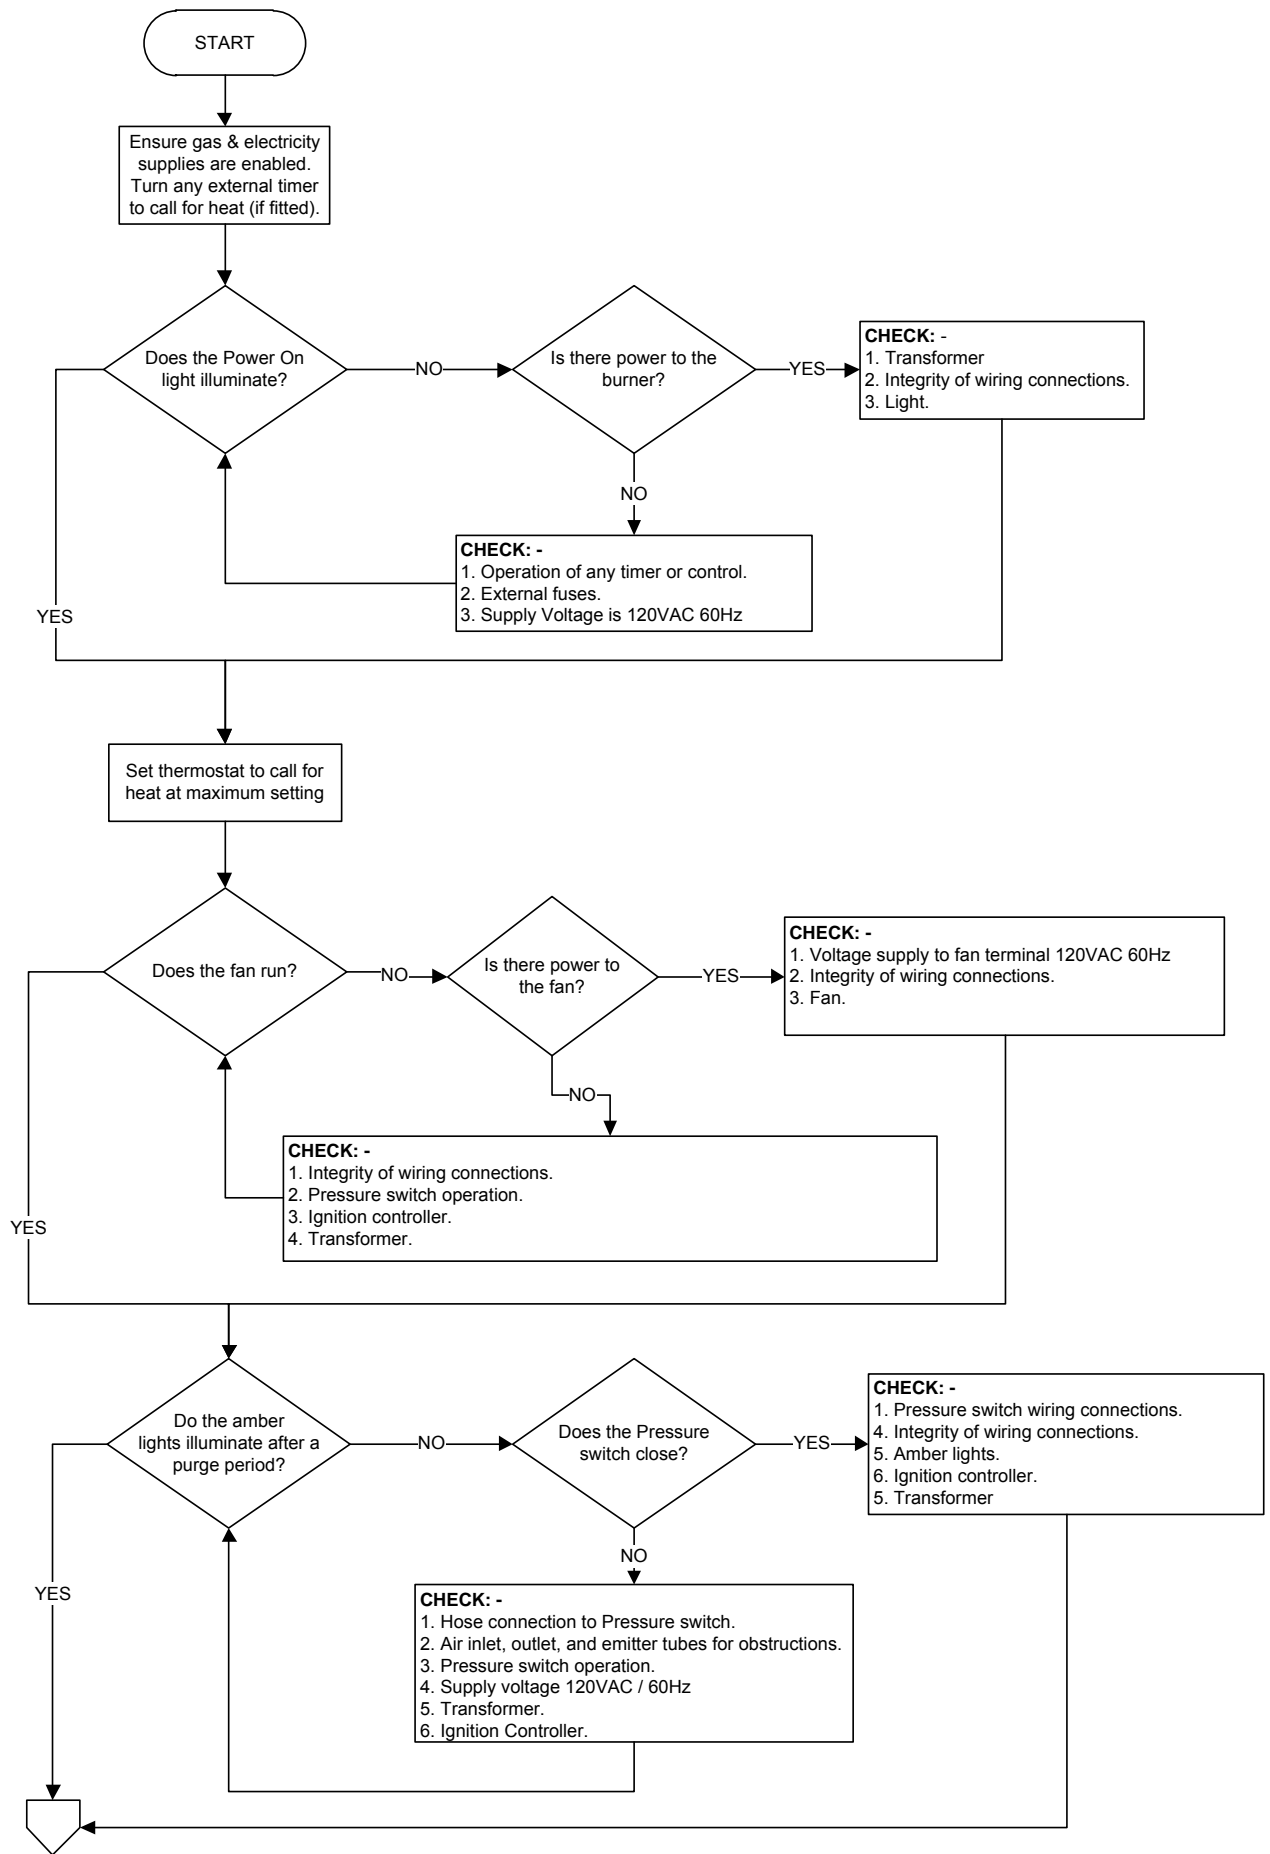 START
Ensure gas & electricity
supplies are enabled.
Turn any external timer
to call for heat (if fitted).
Does the Power On
light illuminate?
NO
Is there power to the
burner?
YES
CHECK: -
1. Transformer
2. Integrity of wiring connections.
3. Light.
NO
CHECK: -
1. Operation of any timer or control.
2. External fuses.
3. Supply Voltage is 120VAC 60Hz
YES
Set thermostat to call for
heat at maximum setting
Does the fan run?
NO
Is there power to
the fan?
YES
CHECK: -
1. Voltage supply to fan terminal 120VAC 60Hz
2. Integrity of wiring connections.
3. Fan.
NO
CHECK: -
1. Integrity of wiring connections.
2. Pressure switch operation.
3. Ignition controller.
4. Transformer.
YES
Do the amber
lights illuminate after a
purge period?
NO
Does the Pressure
switch close?
YES
CHECK: -
1. Pressure switch wiring connections.
4. Integrity of wiring connections.
5. Amber lights.
6. Ignition controller.
5. Transformer
NO
CHECK: -
1. Hose connection to Pressure switch.
2. Air inlet, outlet, and emitter tubes for obstructions.
3. Pressure switch operation.
4. Supply voltage 120VAC / 60Hz
5. Transformer.
6. Ignition Controller.
YES